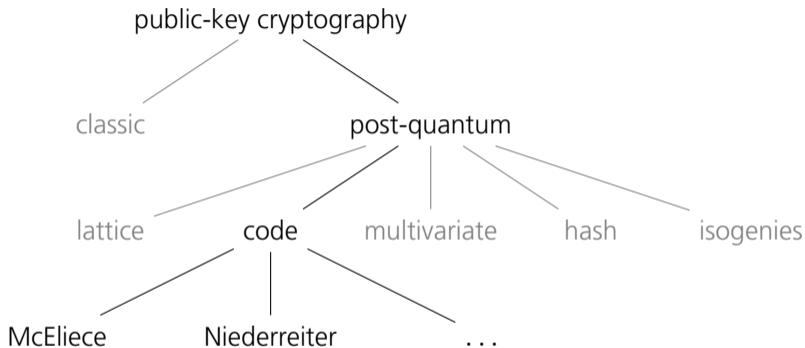 public-key cryptography
classic post-quantum
lattice code multivariate hash isogenies
McEliece Niederreiter ...